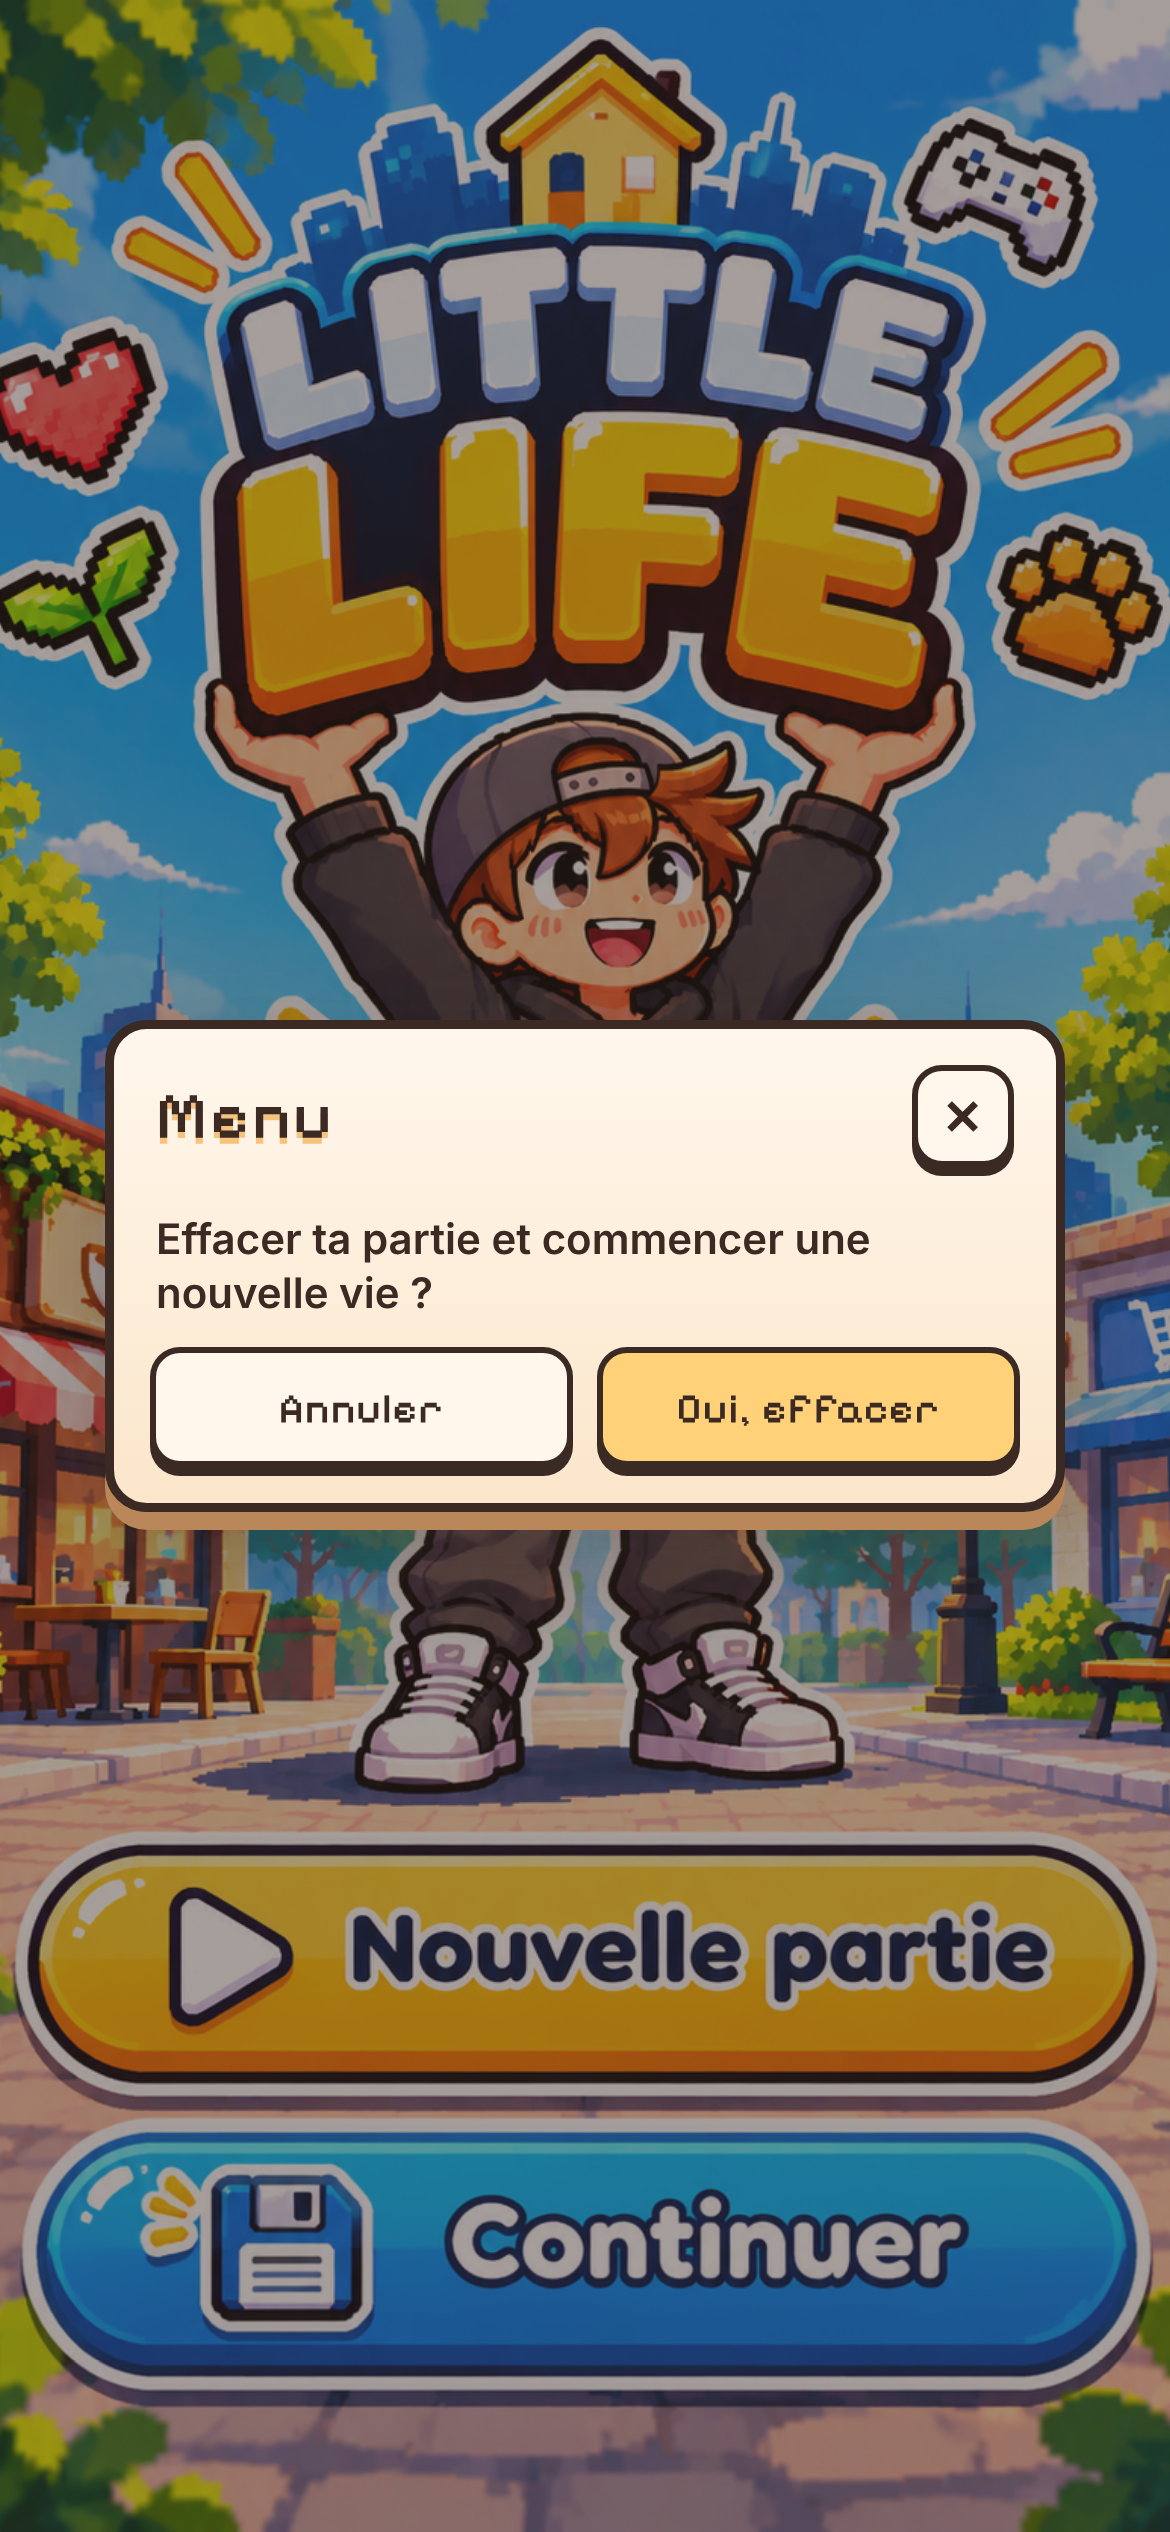 LITTLE
LIFE
Menu
×
Effacer ta partie et commencer une
nouvelle vie ?
Annuler
Oui, effacer
Nouvelle partie
Continuer